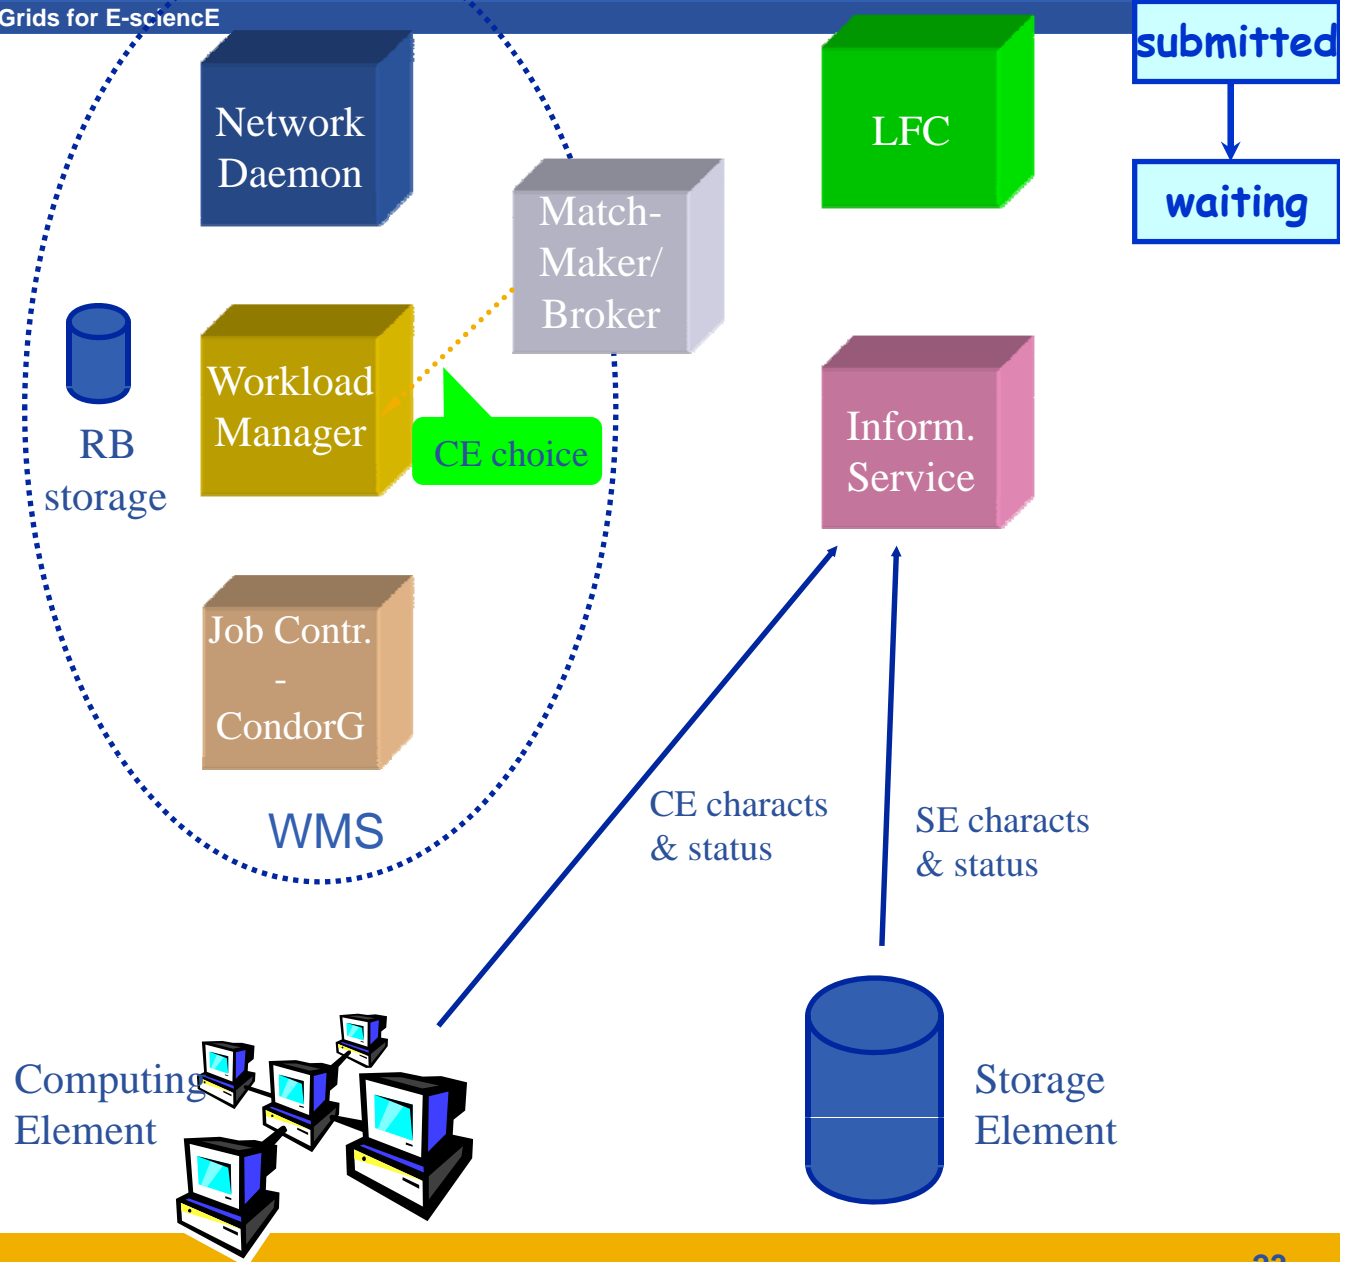 Grids for E-sciencE
submitted
Network
Daemon
LFC
waiting
Match-
Maker/
Broker
Workload
Manager
CE choice
RB
storage
Inform.
Service
Job Contr.
-
CondorG
WMS
CE characts
& status
SE characts
& status
Computing
Element
Storage
Element